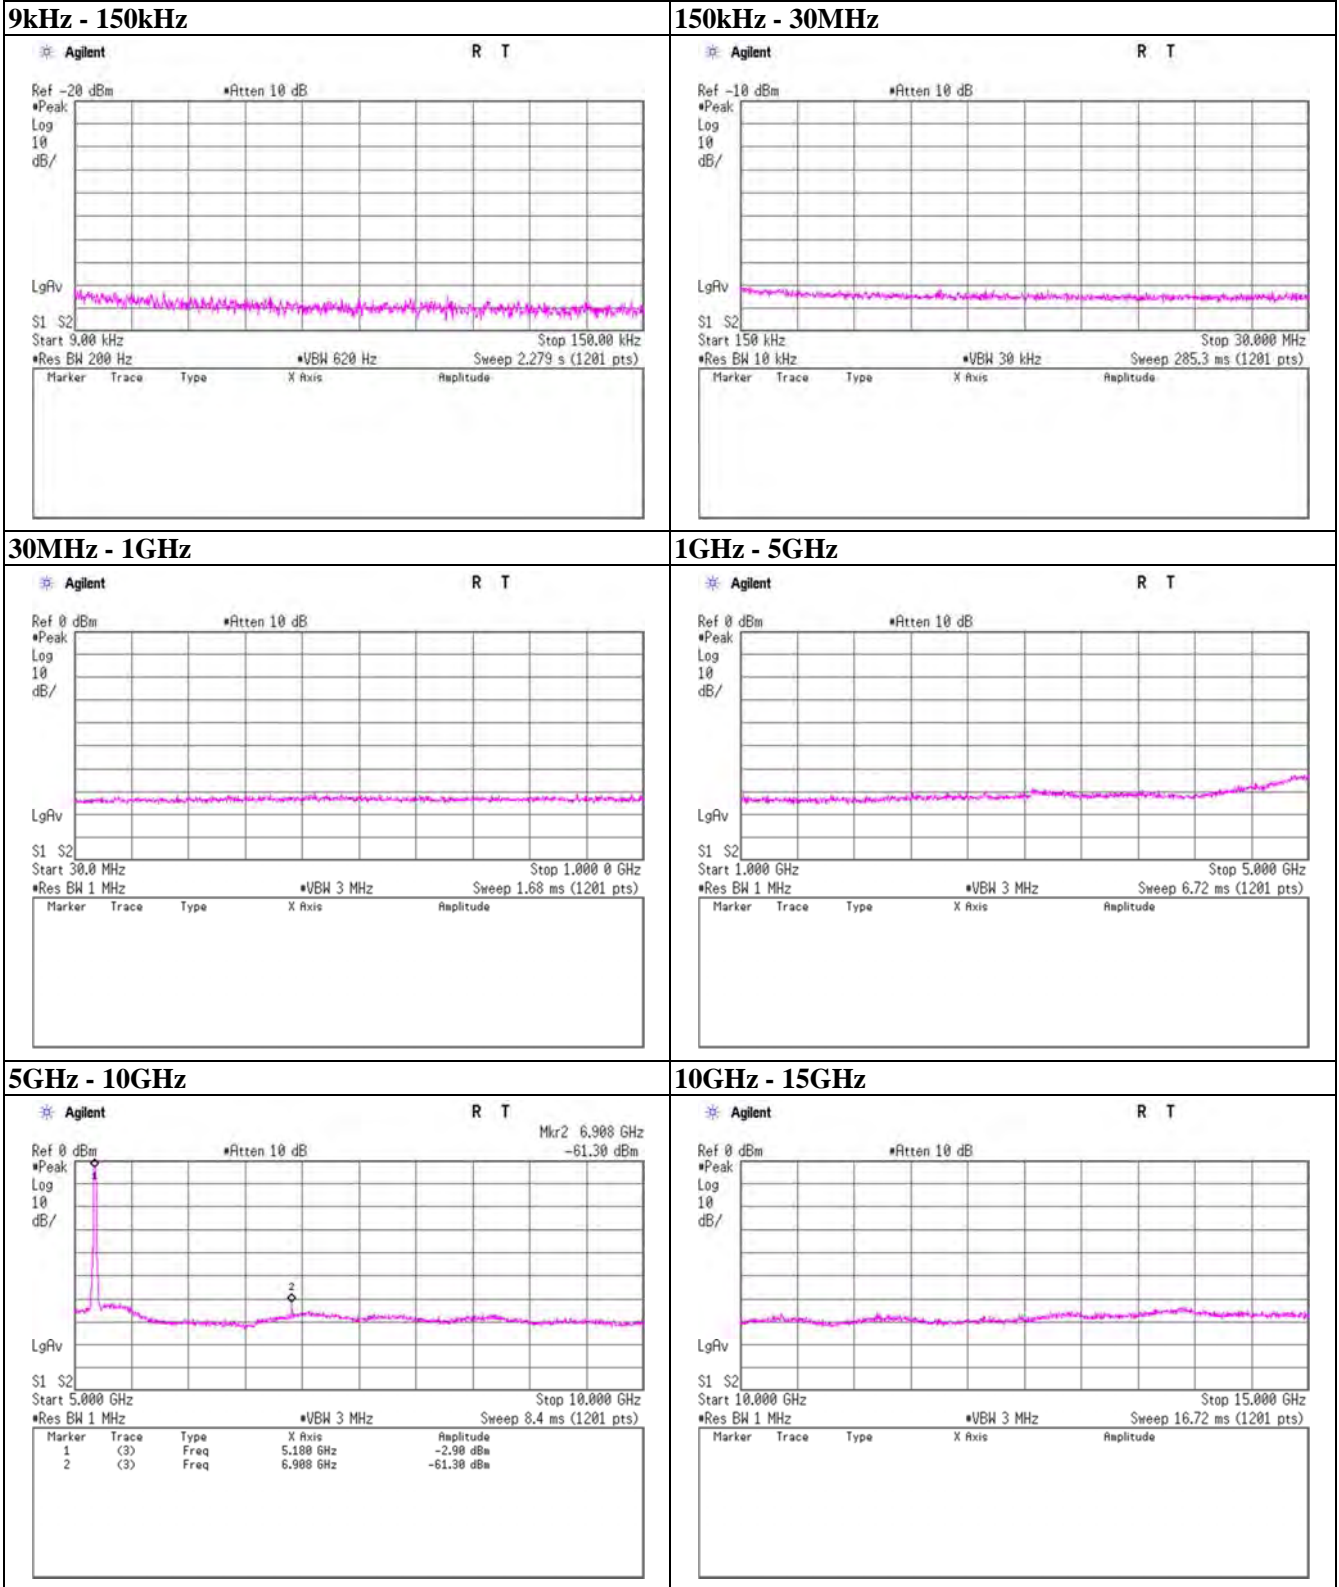 9kHz - 150kHz
Agilent R T
Ref -20 dBm #Atten 10 dB
#Peak
Log
10
dB/
LgAv
S1 S2
Start 9.00 kHz Stop 150.00 kHz
#Res BW 200 Hz #VBW 620 Hz Sweep 2.279 s (1201 pts)
Marker Trace Type X Axis Amplitude
150kHz - 30MHz
Agilent R T
Ref -10 dBm #Atten 10 dB
#Peak
Log
10
dB/
LgAv
S1 S2
Start 150 kHz Stop 30.000 MHz
#Res BW 10 kHz #VBW 30 kHz Sweep 285.3 ms (1201 pts)
Marker Trace Type X Axis Amplitude
30MHz - 1GHz
Agilent R T
Ref 0 dBm #Atten 10 dB
#Peak
Log
10
dB/
LgAv
S1 S2
Start 30.0 MHz Stop 1.000 0 GHz
#Res BW 1 MHz #VBW 3 MHz Sweep 1.68 ms (1201 pts)
Marker Trace Type X Axis Amplitude
1GHz - 5GHz
Agilent R T
Ref 0 dBm #Atten 10 dB
#Peak
Log
10
dB/
LgAv
S1 S2
Start 1.000 GHz Stop 5.000 GHz
#Res BW 1 MHz #VBW 3 MHz Sweep 6.72 ms (1201 pts)
Marker Trace Type X Axis Amplitude
5GHz - 10GHz
Agilent R T
Mkr2 6.908 GHz
Ref 0 dBm #Atten 10 dB -61.30 dBm
#Peak
1
Log
10
dB/
2
LgAv
S1 S2
Start 5.000 GHz Stop 10.000 GHz
#Res BW 1 MHz #VBW 3 MHz Sweep 8.4 ms (1201 pts)
Marker Trace Type X Axis Amplitude
1 (3) Freq 5.180 GHz -2.90 dBm
2 (3) Freq 6.908 GHz -61.30 dBm
10GHz - 15GHz
Agilent R T
Ref 0 dBm #Atten 10 dB
#Peak
Log
10
dB/
LgAv
S1 S2
Start 10.000 GHz Stop 15.000 GHz
#Res BW 1 MHz #VBW 3 MHz Sweep 16.72 ms (1201 pts)
Marker Trace Type X Axis Amplitude